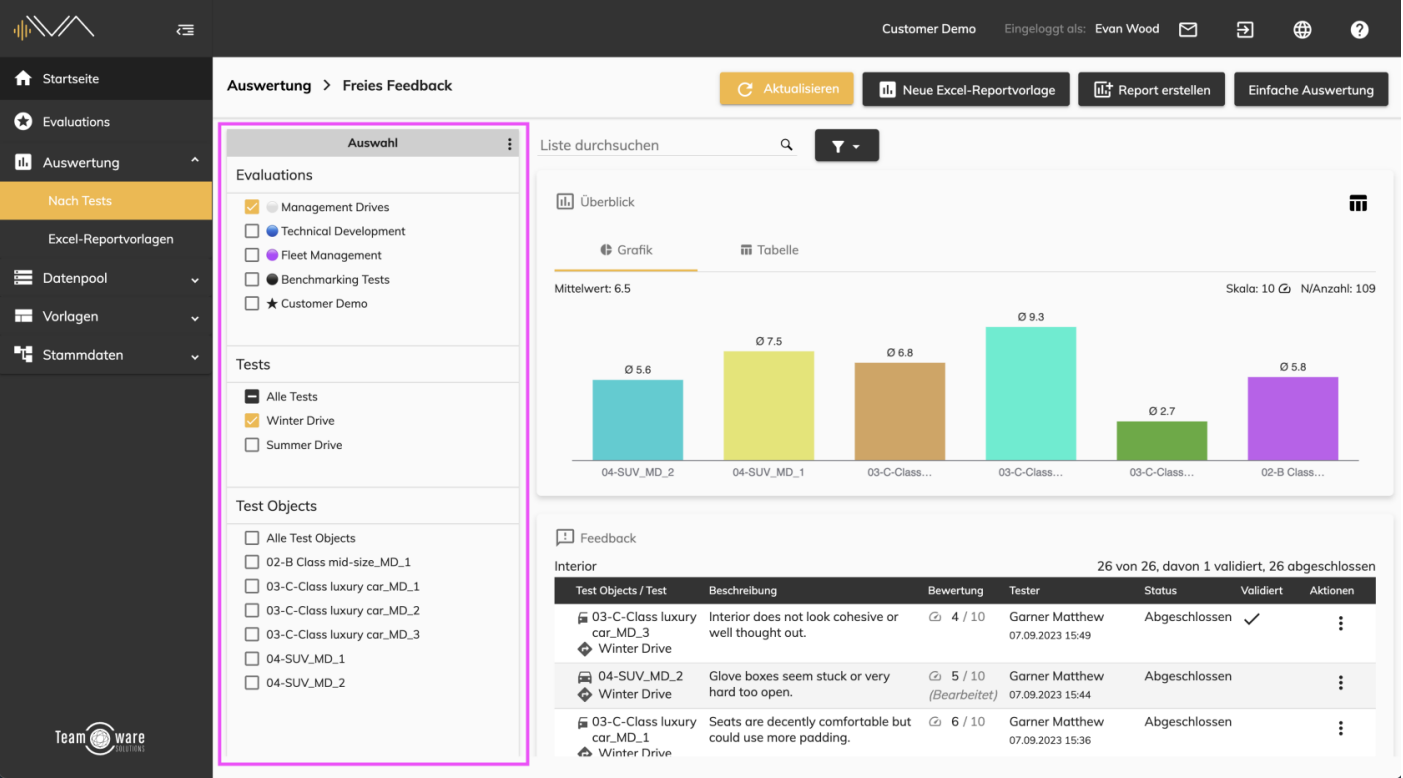 Customer Demo
Eingeloggt als: Evan Wood
Startseite
Evaluations
Auswertung
Nach Tests
Excel-Reportvorlagen
Datenpool
Vorlagen
Stammdaten
Team ware
SOLUTIONS
Auswertung > Freies Feedback
Aktualisieren
Neue Excel-Reportvorlage
Report erstellen
Einfache Auswertung
Auswahl
Evaluations
Management Drives
Technical Development
Fleet Management
Benchmarking Tests
Customer Demo
Tests
Alle Tests
Winter Drive
Summer Drive
Test Objects
Alle Test Objects
02-B Class mid-size_MD_1
03-C-Class luxury car_MD_1
03-C-Class luxury car_MD_2
03-C-Class luxury car_MD_3
04-SUV_MD_1
04-SUV_MD_2
Liste durchsuchen
Überblick
Grafik
Tabelle
Mittelwert: 6.5
Skala: 10 N/Anzahl: 109
Ø 5.6
Ø 7.5
Ø 6.8
Ø 9.3
Ø 2.7
Ø 5.8
04-SUV_MD_2
04-SUV_MD_1
03-C-Class...
03-C-Class...
03-C-Class...
02-B Class...
Feedback
Interior
26 von 26, davon 1 validiert, 26 abgeschlossen
Test Objects / Test Beschreibung Bewertung Tester Status Validiert Aktionen
03-C-Class luxury Interior does not look cohesive or 4 / 10 Garner Matthew Abgeschlossen
car_MD_3 well thought out. 07.09.2023 15:49
Winter Drive
04-SUV_MD_2 Glove boxes seem stuck or very 5 / 10 Garner Matthew Abgeschlossen
Winter Drive hard too open. (Bearbeitet) 07.09.2023 15:44
03-C-Class luxury Seats are decently comfortable but 6 / 10 Garner Matthew Abgeschlossen
car_MD_1 could use more padding. 07.09.2023 15:36
Winter Drive